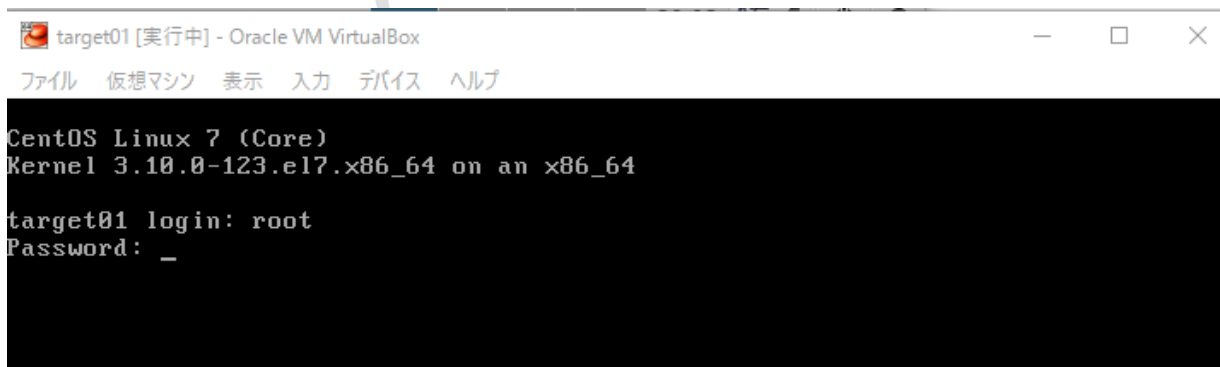 target01 [実行中] - Oracle VM VirtualBox
ファイル 仮想マシン 表示 入力 デバイス ヘルプ
CentOS Linux 7 (Core)
Kernel 3.10.0-123.el7.x86_64 on an x86_64
target01 login: root
Password: _